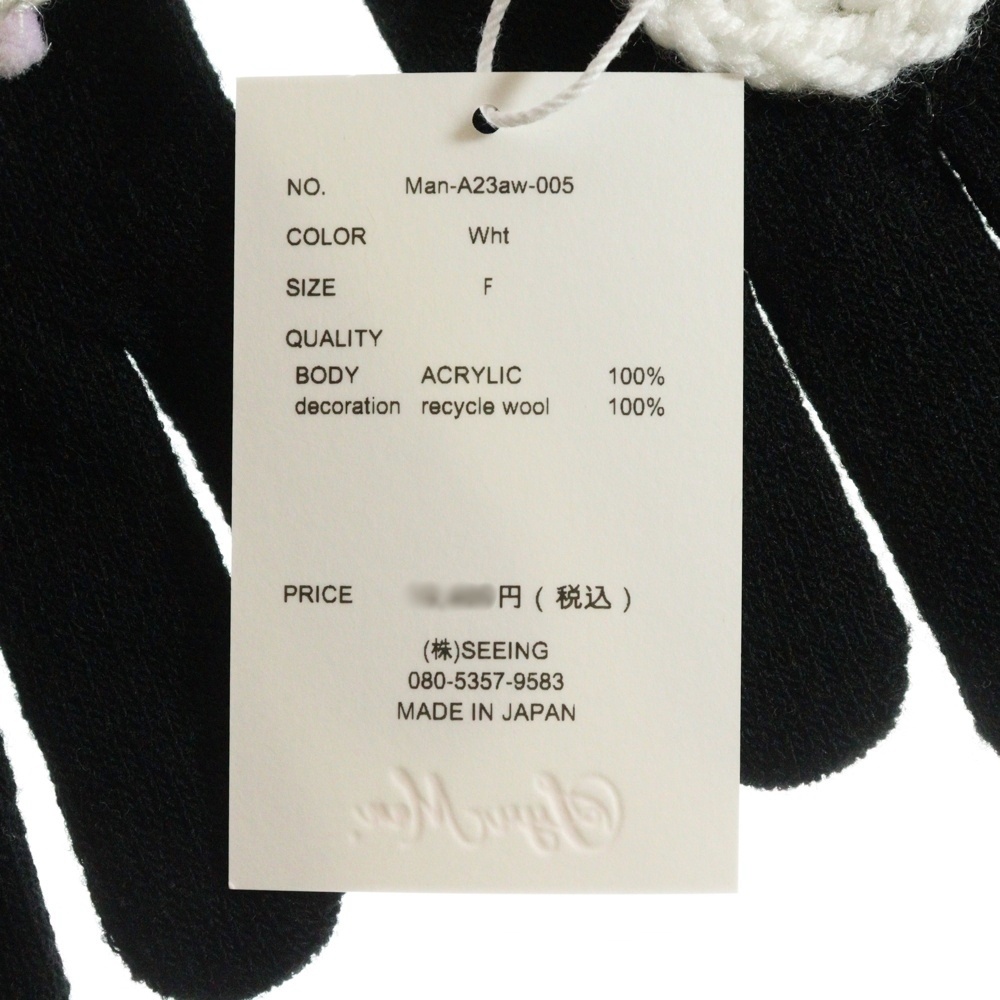 NO. Man-A23aw-005
COLOR Wht
SIZE F
QUALITY
BODY ACRYLIC 100%
decoration recycle wool 100%
PRICE 円(税込)
(株)SEEING
080-5357-9583
MADE IN JAPAN